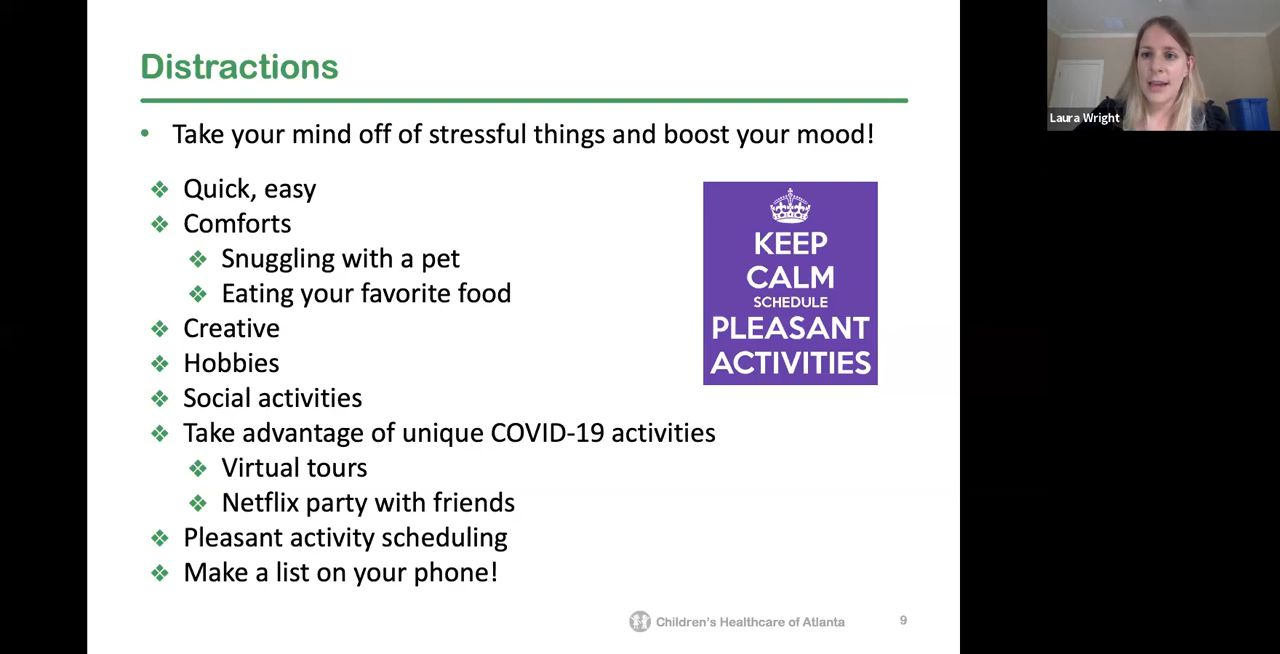 Distractions
Take your mind off of stressful things and boost your mood!
Quick, easy
Comforts
Snuggling with a pet
Eating your favorite food
Creative
Hobbies
Social activities
Take advantage of unique COVID-19 activities
Virtual tours
Netflix party with friends
Pleasant activity scheduling
Make a list on your phone!
KEEP
CALM
SCHEDULE
PLEASANT
ACTIVITIES
Children's Healthcare of Atlanta
9
Laura Wright